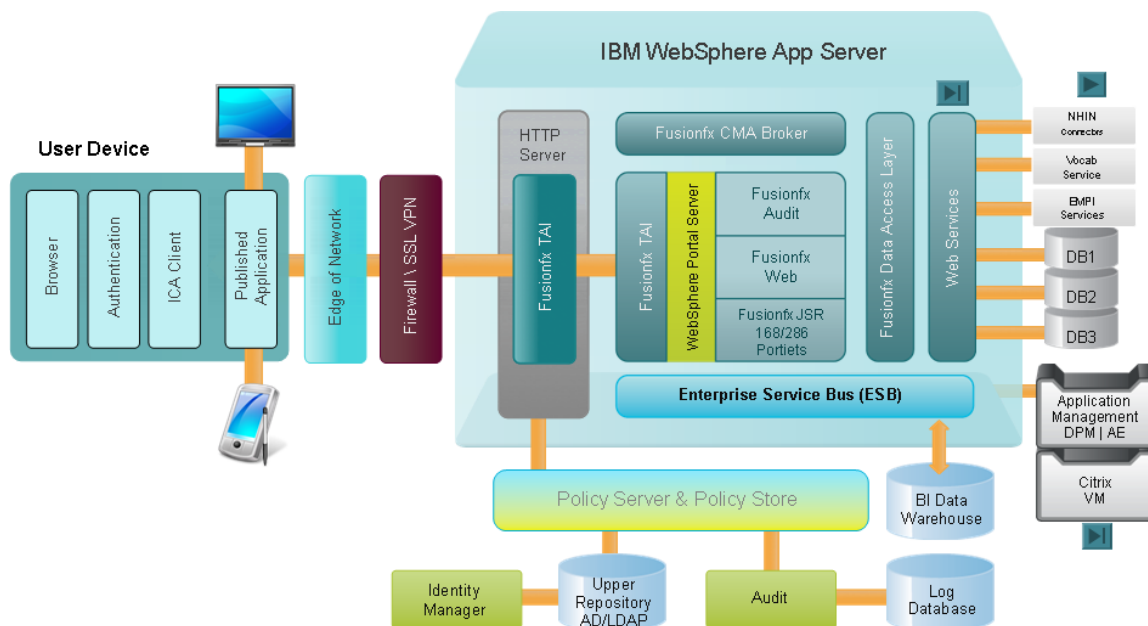 IBM WebSphere App Server
User Device
Browser
Authentication
ICA Client
Published
Application
Edge of Network
Firewall \ SSL VPN
HTTP
Server
Fusionfx TAI
Fusionfx CMA Broker
Fusionfx TAI
WebSphere Portal Server
Fusionfx
Audit
Fusionfx
Web
Fusionfx JSR
168/286
Portlets
Fusionfx Data Access Layer
Web Services
NHIN
Connectors
Vocab
Service
EMPI
Services
DB1
DB2
DB3
Enterprise Service Bus (ESB)
Application
Management
DPM | AE
Citrix
VM
Policy Server & Policy Store
BI Data
Warehouse
Identity
Manager
Upper
Repository
AD/LDAP
Audit
Log
Database